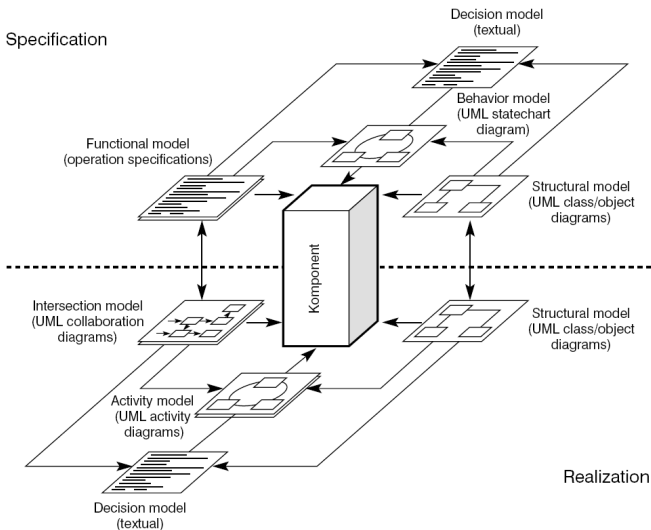 Specification
Decision model
(textual)
Behavior model
(UML statechart
diagram)
Functional model
(operation specifications)
Structural model
(UML class/object
diagrams)
Komponent
Intersection model
(UML collaboration
diagrams)
Structural model
(UML class/object
diagrams)
Activity model
(UML activity
diagrams)
Decision model
(textual)
Realization